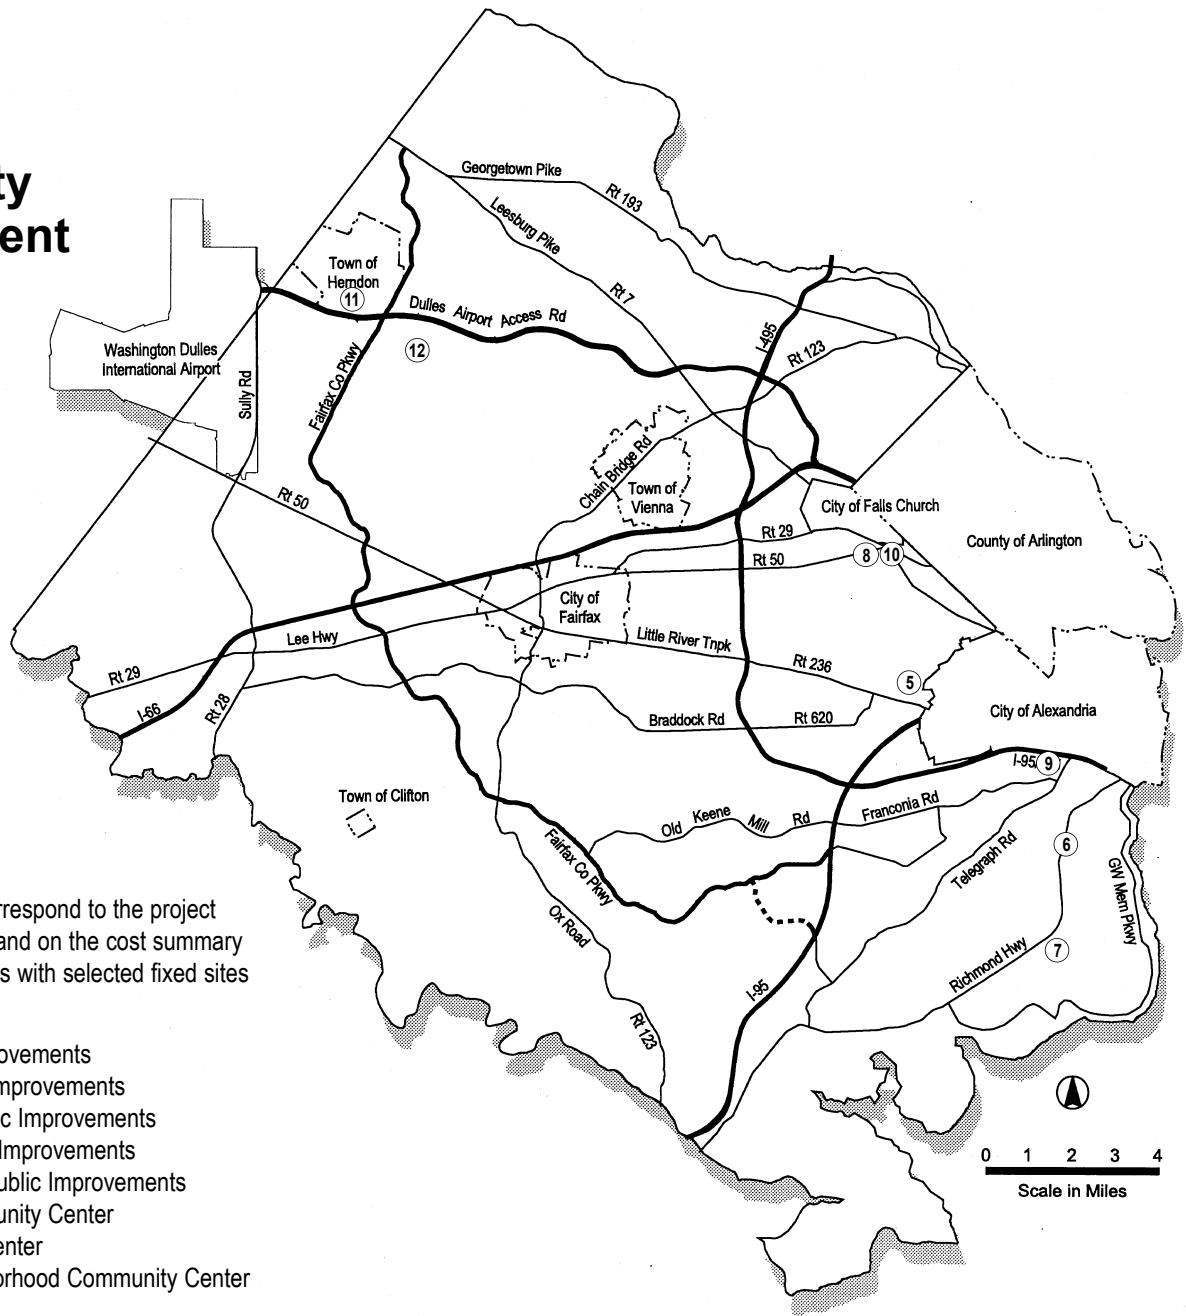 ty
ent
Georgetown Pike
Rt 193
Leesburg Pike
Town of
Herndon
11
Rt 7
Dulles Airport Access Rd
12
I-495
Rt 123
Washington Dulles
International Airport
Sully Rd
Fairfax Co Pkwy
Chain Bridge Rd
Town of
Vienna
Rt 50
City of Falls Church
Rt 29
Rt 50
8
10
County of Arlington
City of
Fairfax
Lee Hwy
Little River Tnpk
Rt 236
5
Rt 29
I-66
Rt 28
Braddock Rd
Rt 620
City of Alexandria
I-95
9
Town of Clifton
Old Keene Mill Rd
Franconia Rd
Fairfax Co Pkwy
Telegraph Rd
6
GW Mem Pkwy
Ox Road
Richmond Hwy
7
I-95
Rt 123
rrespond to the project
and on the cost summary
s with selected fixed sites
ovements
mprovements
ic Improvements
Improvements
ublic Improvements
unity Center
enter
orhood Community Center
0 1 2 3 4
Scale in Miles